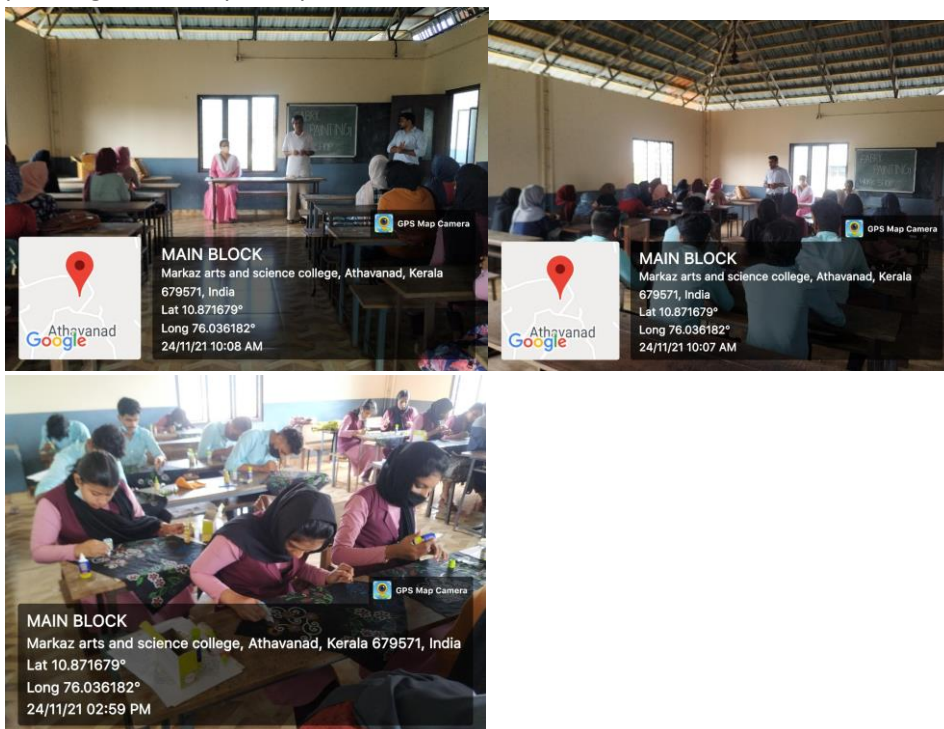 FABRI
PAINTING
GPS Map Camera
MAIN BLOCK
Markaz arts and science college, Athavanad, Kerala
679571, India
Lat 10.871679°
Long 76.036182°
24/11/21 10:08 AM
Athavanad
Google
PAINTING
GPS Map Camera
MAIN BLOCK
Markaz arts and science college, Athavanad, Kerala
679571, India
Lat 10.871679°
Long 76.036182°
24/11/21 10:07 AM
Athavanad
Google
GPS Map Camera
MAIN BLOCK
Markaz arts and science college, Athavanad, Kerala 679571, India
Lat 10.871679°
Long 76.036182°
24/11/21 02:59 PM